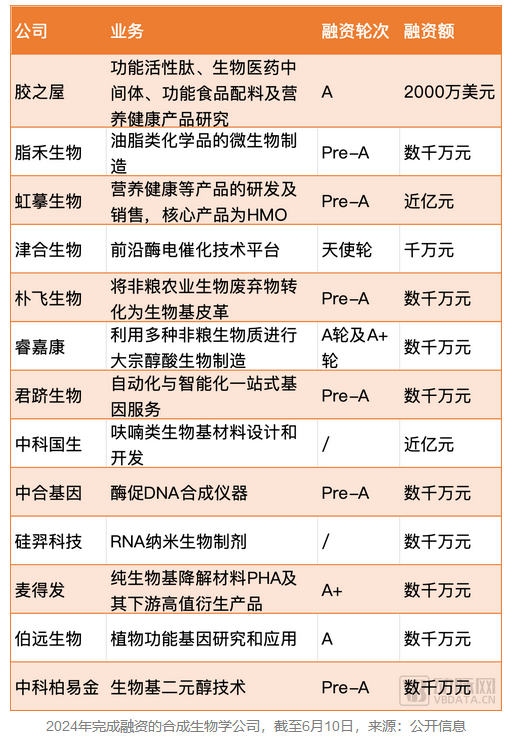 公司 业务 融资轮次 融资额
胶之屋 功能活性肽、生物医药中 A 2000万美元
间体、功能食品配料及营
养健康产品研究
脂禾生物 油脂类化学品的微生物制 Pre-A 数千万元
造
虹摹生物 营养健康等产品的研发及 Pre-A 近亿元
销售，核心产品为HMO
津合生物 前沿酶电催化技术平台 天使轮 千万元
朴飞生物 将非粮农业生物废弃物转 Pre-A 数千万元
化为生物基皮革
睿嘉康 利用多种非粮生物质进行 A轮及A+ 数千万元
大宗醇酸生物制造 轮
君跻生物 自动化与智能化一站式基 Pre-A 数千万元
因服务
中科国生 呋喃类生物基材料设计和 / 近亿元
开发
中合基因 酶促DNA合成仪器 Pre-A 数千万元
硅羿科技 RNA纳米生物制剂 / 数千万元
麦得发 纯生物基降解材料PHA及 A+ 数千万元
其下游高值衍生产品
伯远生物 植物功能基因研究和应用 A 数千万元
中科柏易金 生物基二元醇技术 Pre-A 数千万元
VBDATA.CN
2024年完成融资的合成生物学公司，截至6月10日，来源：公开信息